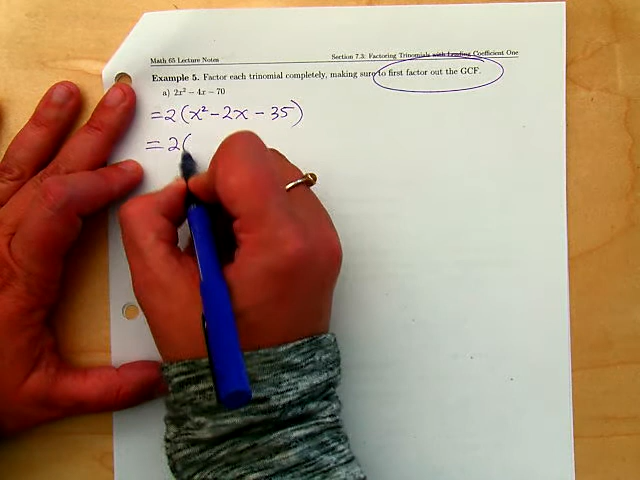 Math 65 Lecture Notes Section 7.3: Factoring Trinomials with Leading Coefficient One
Example 5. Factor each trinomial completely, making sure to first factor out the GCF.
a) 2x² − 4x − 70
=2(x²−2x−35)
=2(